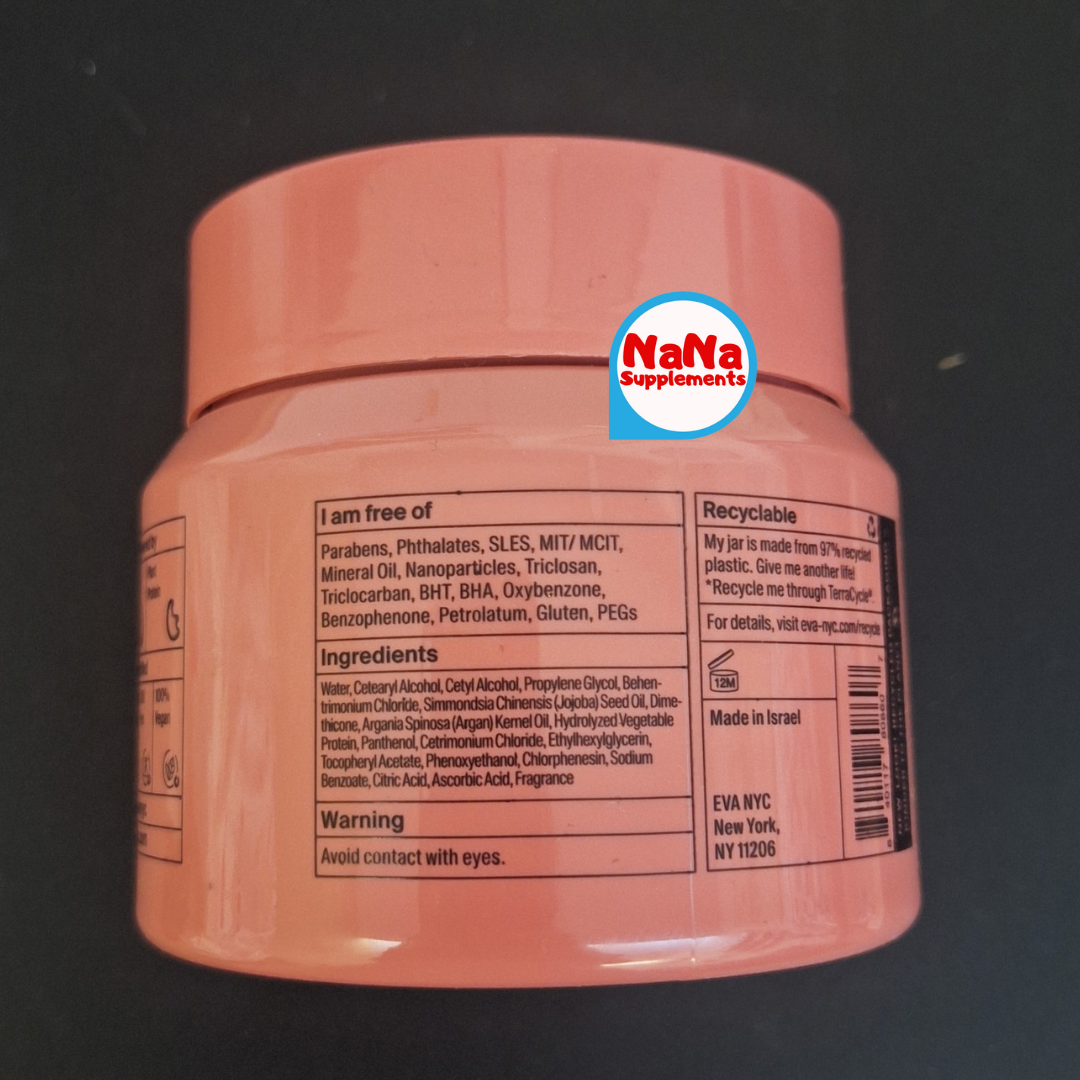 NaNa
Supplements
Protein
100%
Vegan
I am free of
Parabens, Phthalates, SLES, MIT/ MCIT,
Mineral Oil, Nanoparticles, Triclosan,
Triclocarban, BHT, BHA, Oxybenzone,
Benzophenone, Petrolatum, Gluten, PEGs
Ingredients
Water, Cetearyl Alcohol, Cetyl Alcohol, Propylene Glycol, Behen-
trimonium Chloride, Simmondsia Chinensis (Jojoba) Seed Oil, Dime-
thicone, Argania Spinosa (Argan) Kernel Oil, Hydrolyzed Vegetable
Protein, Panthenol, Cetrimonium Chloride, Ethylhexylglycerin,
Tocopheryl Acetate, Phenoxyethanol, Chlorphenesin, Sodium
Benzoate, Citric Acid, Ascorbic Acid, Fragrance
Warning
Avoid contact with eyes.
Recyclable
My jar is made from 97% recycled
plastic. Give me another life!
*Recycle me through TerraCycle®.
For details, visit eva-nyc.com/recycle
12M
Made in Israel
EVA NYC
New York,
NY 11206
8 40117 80880 7